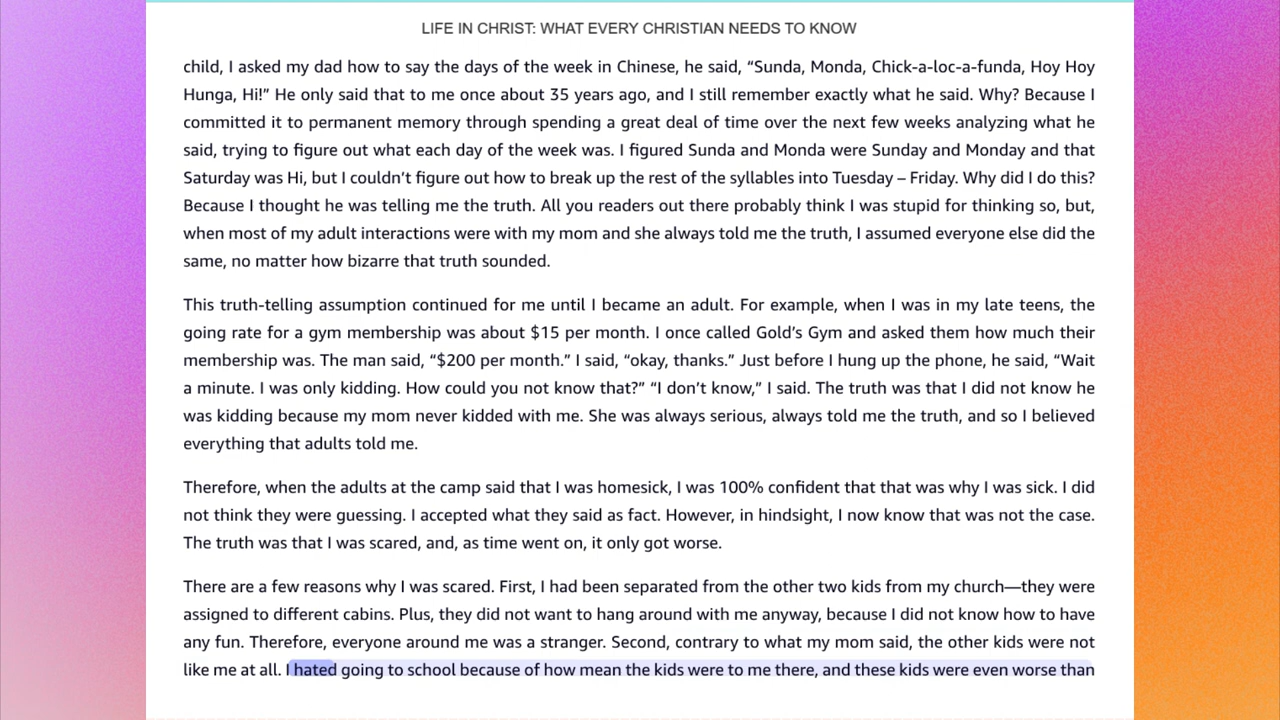 LIFE IN CHRIST: WHAT EVERY CHRISTIAN NEEDS TO KNOW
child, I asked my dad how to say the days of the week in Chinese, he said, “Sunda, Monda, Chick-a-loc-a-funda, Hoy Hoy
Hunga, Hi!” He only said that to me once about 35 years ago, and I still remember exactly what he said. Why? Because I
committed it to permanent memory through spending a great deal of time over the next few weeks analyzing what he
said, trying to figure out what each day of the week was. I figured Sunda and Monda were Sunday and Monday and that
Saturday was Hi, but I couldn’t figure out how to break up the rest of the syllables into Tuesday – Friday. Why did I do this?
Because I thought he was telling me the truth. All you readers out there probably think I was stupid for thinking so, but,
when most of my adult interactions were with my mom and she always told me the truth, I assumed everyone else did the
same, no matter how bizarre that truth sounded.
This truth-telling assumption continued for me until I became an adult. For example, when I was in my late teens, the
going rate for a gym membership was about $15 per month. I once called Gold’s Gym and asked them how much their
membership was. The man said, “$200 per month.” I said, “okay, thanks.” Just before I hung up the phone, he said, “Wait
a minute. I was only kidding. How could you not know that?” “I don’t know,” I said. The truth was that I did not know he
was kidding because my mom never kidded with me. She was always serious, always told me the truth, and so I believed
everything that adults told me.
Therefore, when the adults at the camp said that I was homesick, I was 100% confident that that was why I was sick. I did
not think they were guessing. I accepted what they said as fact. However, in hindsight, I now know that was not the case.
The truth was that I was scared, and, as time went on, it only got worse.
There are a few reasons why I was scared. First, I had been separated from the other two kids from my church—they were
assigned to different cabins. Plus, they did not want to hang around with me anyway, because I did not know how to have
any fun. Therefore, everyone around me was a stranger. Second, contrary to what my mom said, the other kids were not
like me at all. I hated going to school because of how mean the kids were to me there, and these kids were even worse than